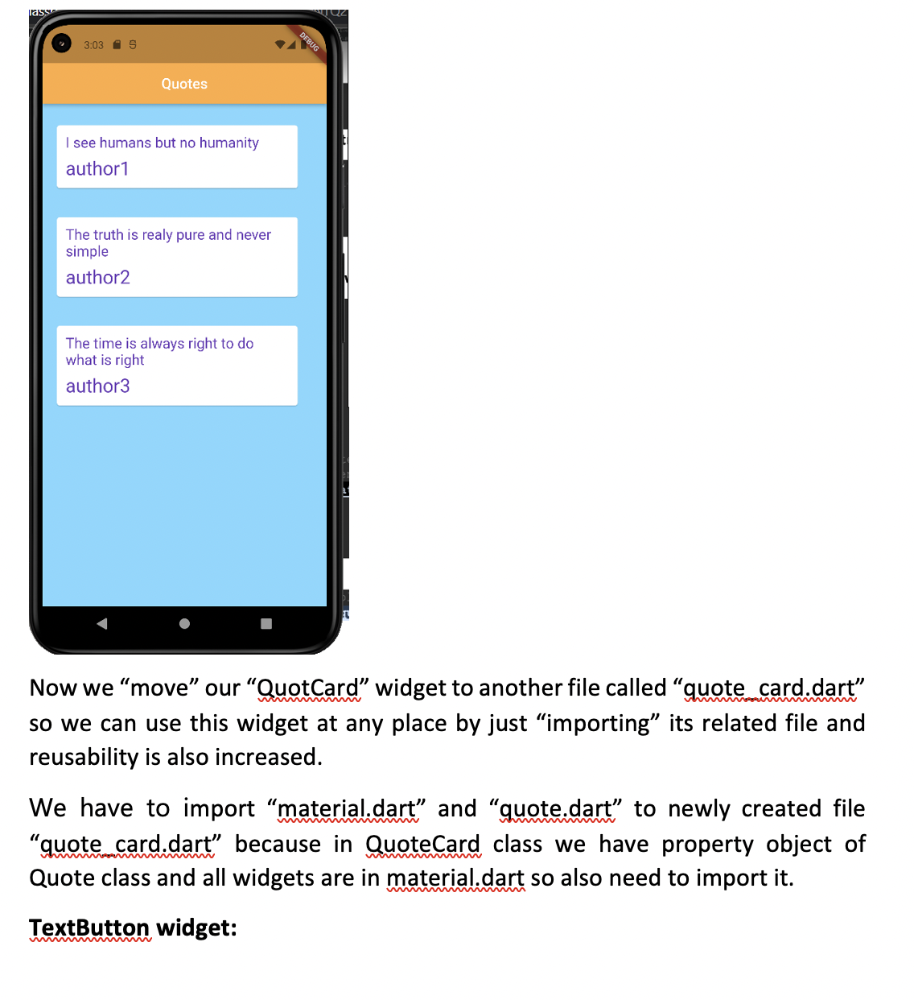 3:03
DEBUG
Quotes
I see humans but no humanity
author1
The truth is realy pure and never
simple
author2
The time is always right to do
what is right
author3
Now we “move” our “QuotCard” widget to another file called “quote_card.dart”
so we can use this widget at any place by just “importing” its related file and
reusability is also increased.
We have to import “material.dart” and “quote.dart” to newly created file
“quote_card.dart” because in QuoteCard class we have property object of
Quote class and all widgets are in material.dart so also need to import it.
TextButton widget: